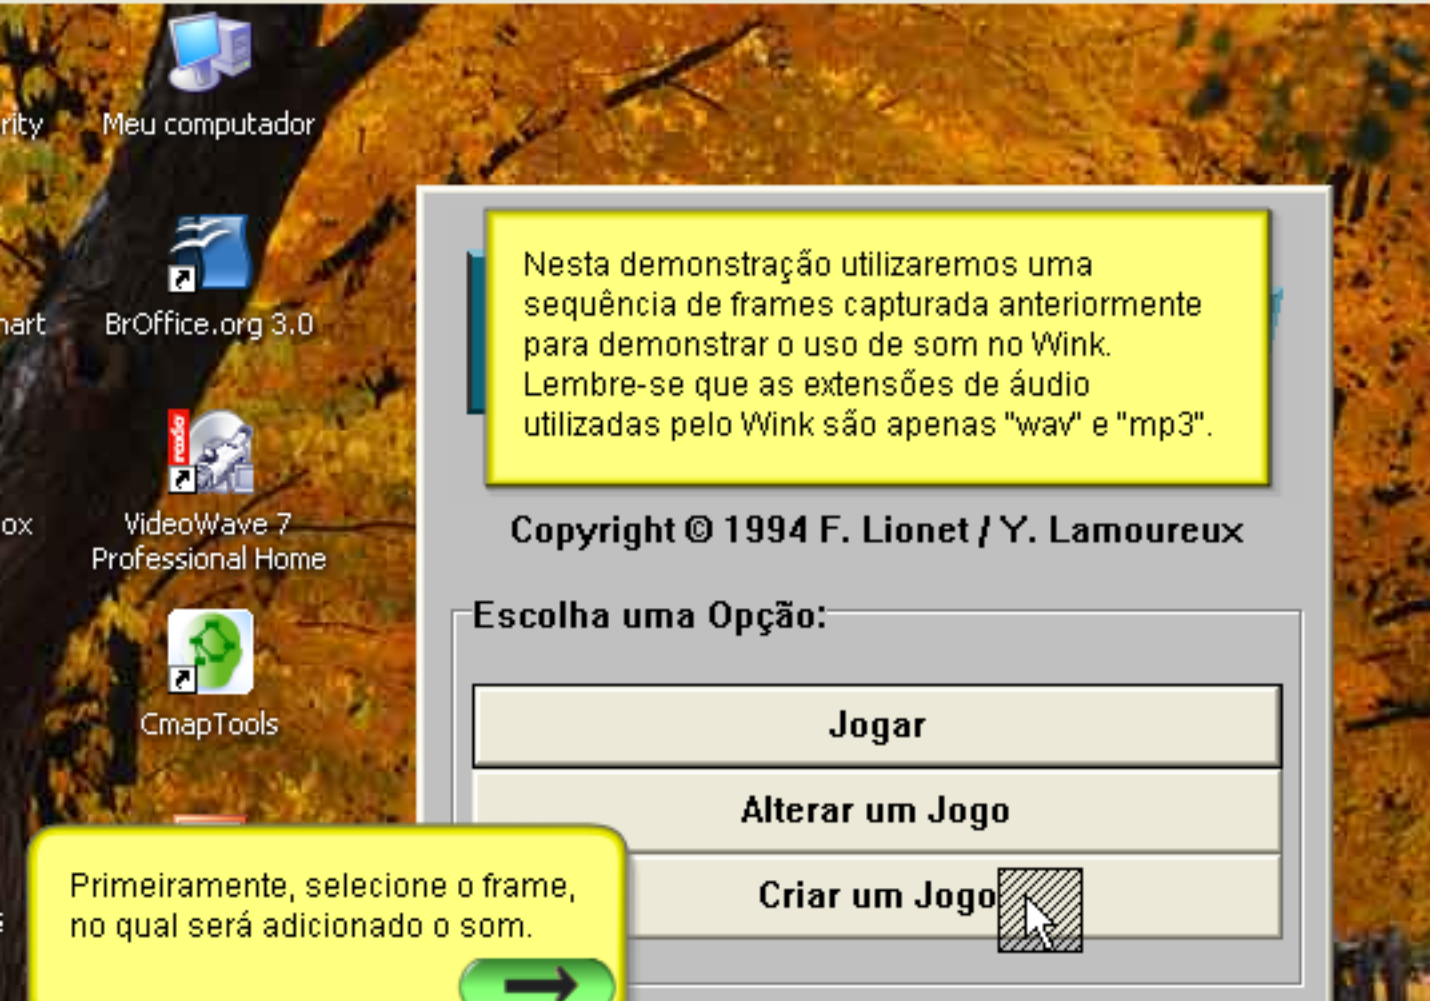 rity
Meu computador
BrOffice.org 3.0
nart
roxio
VideoWave 7
Professional Home
ox
CmapTools
Nesta demonstração utilizaremos uma
sequência de frames capturada anteriormente
para demonstrar o uso de som no Wink.
Lembre-se que as extensões de áudio
utilizadas pelo Wink são apenas "wav" e "mp3".
Copyright © 1994 F. Lionet / Y. Lamoureux
Escolha uma Opção:
Jogar
Alterar um Jogo
Criar um Jogo
Primeiramente, selecione o frame,
no qual será adicionado o som.